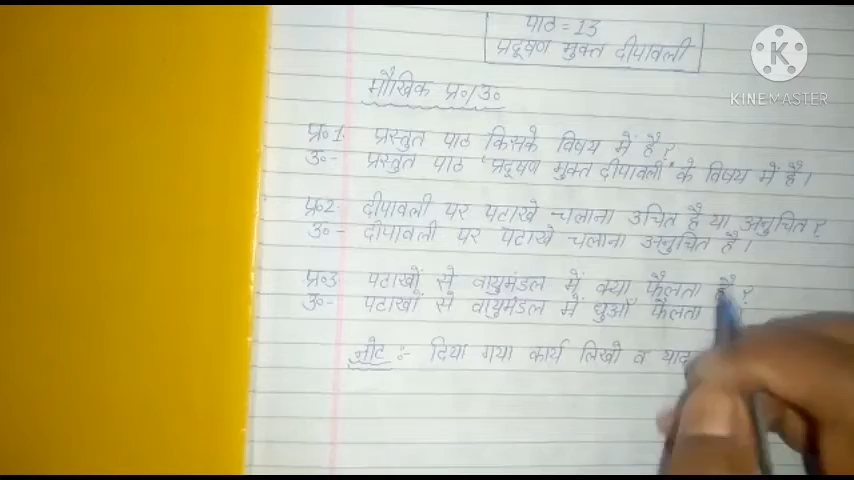 पाठ = 13
प्रदूषण मुक्त दीपावली
KINEMASTER
मौखिक प्र०/उ०
प्र०1. प्रस्तुत पाठ किसके विषय में है?
उ०- प्रस्तुत पाठ 'प्रदूषण मुक्त दीपावली' के विषय में है।
प्र०2. दीपावली पर पटाखे चलाना उचित है या अनुचित?
उ०- दीपावली पर पटाखे चलाना अनुचित है।
प्र०3. पटाखों से वायुमंडल में क्या फैलता है?
उ०- पटाखों से वायुमंडल में धुआँ फैलता
नोट :- दिया गया कार्य लिखो व याद